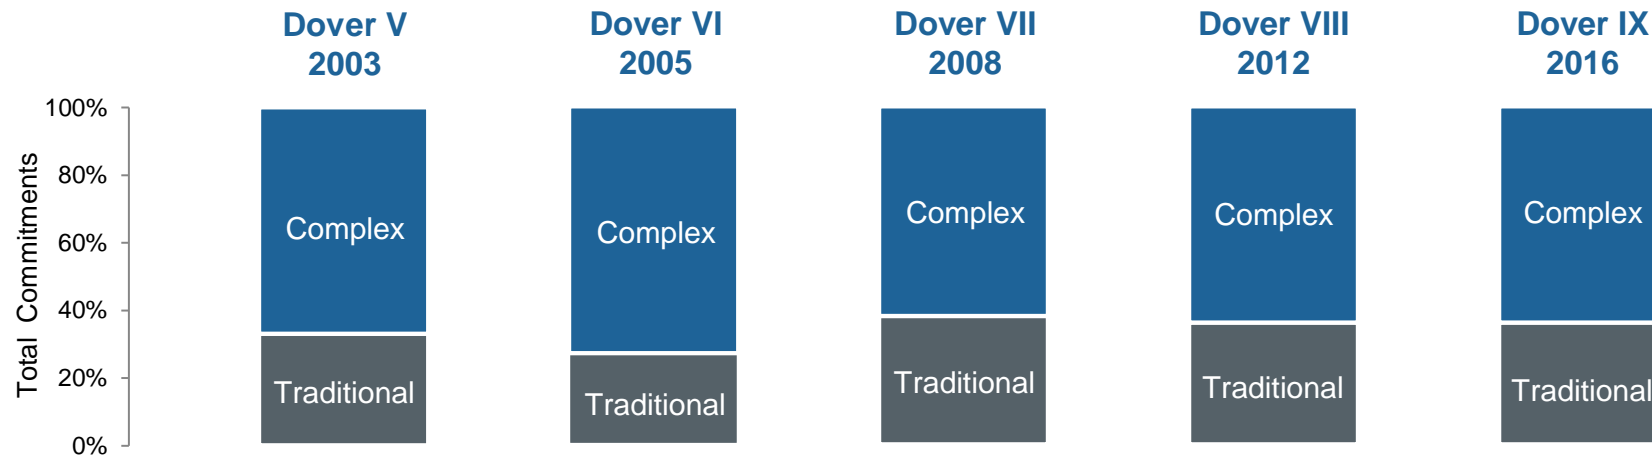 Dover V
2003
Dover VI
2005
Dover VII
2008
Dover VIII
2012
Dover IX
2016
Total Commitments
100%
80%
60%
40%
20%
0%
Complex
Traditional
Complex
Traditional
Complex
Traditional
Complex
Traditional
Complex
Traditional